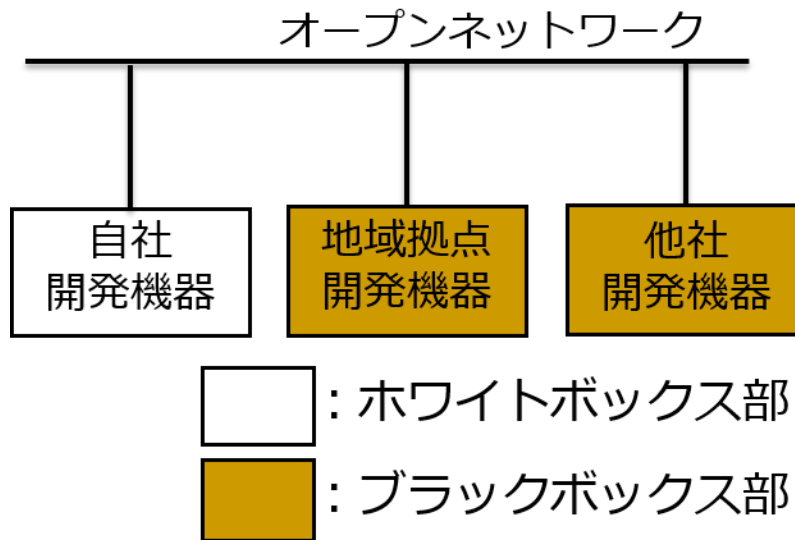 オープンネットワーク
自社
開発機器
地域拠点
開発機器
他社
開発機器
：ホワイトボックス部
：ブラックボックス部